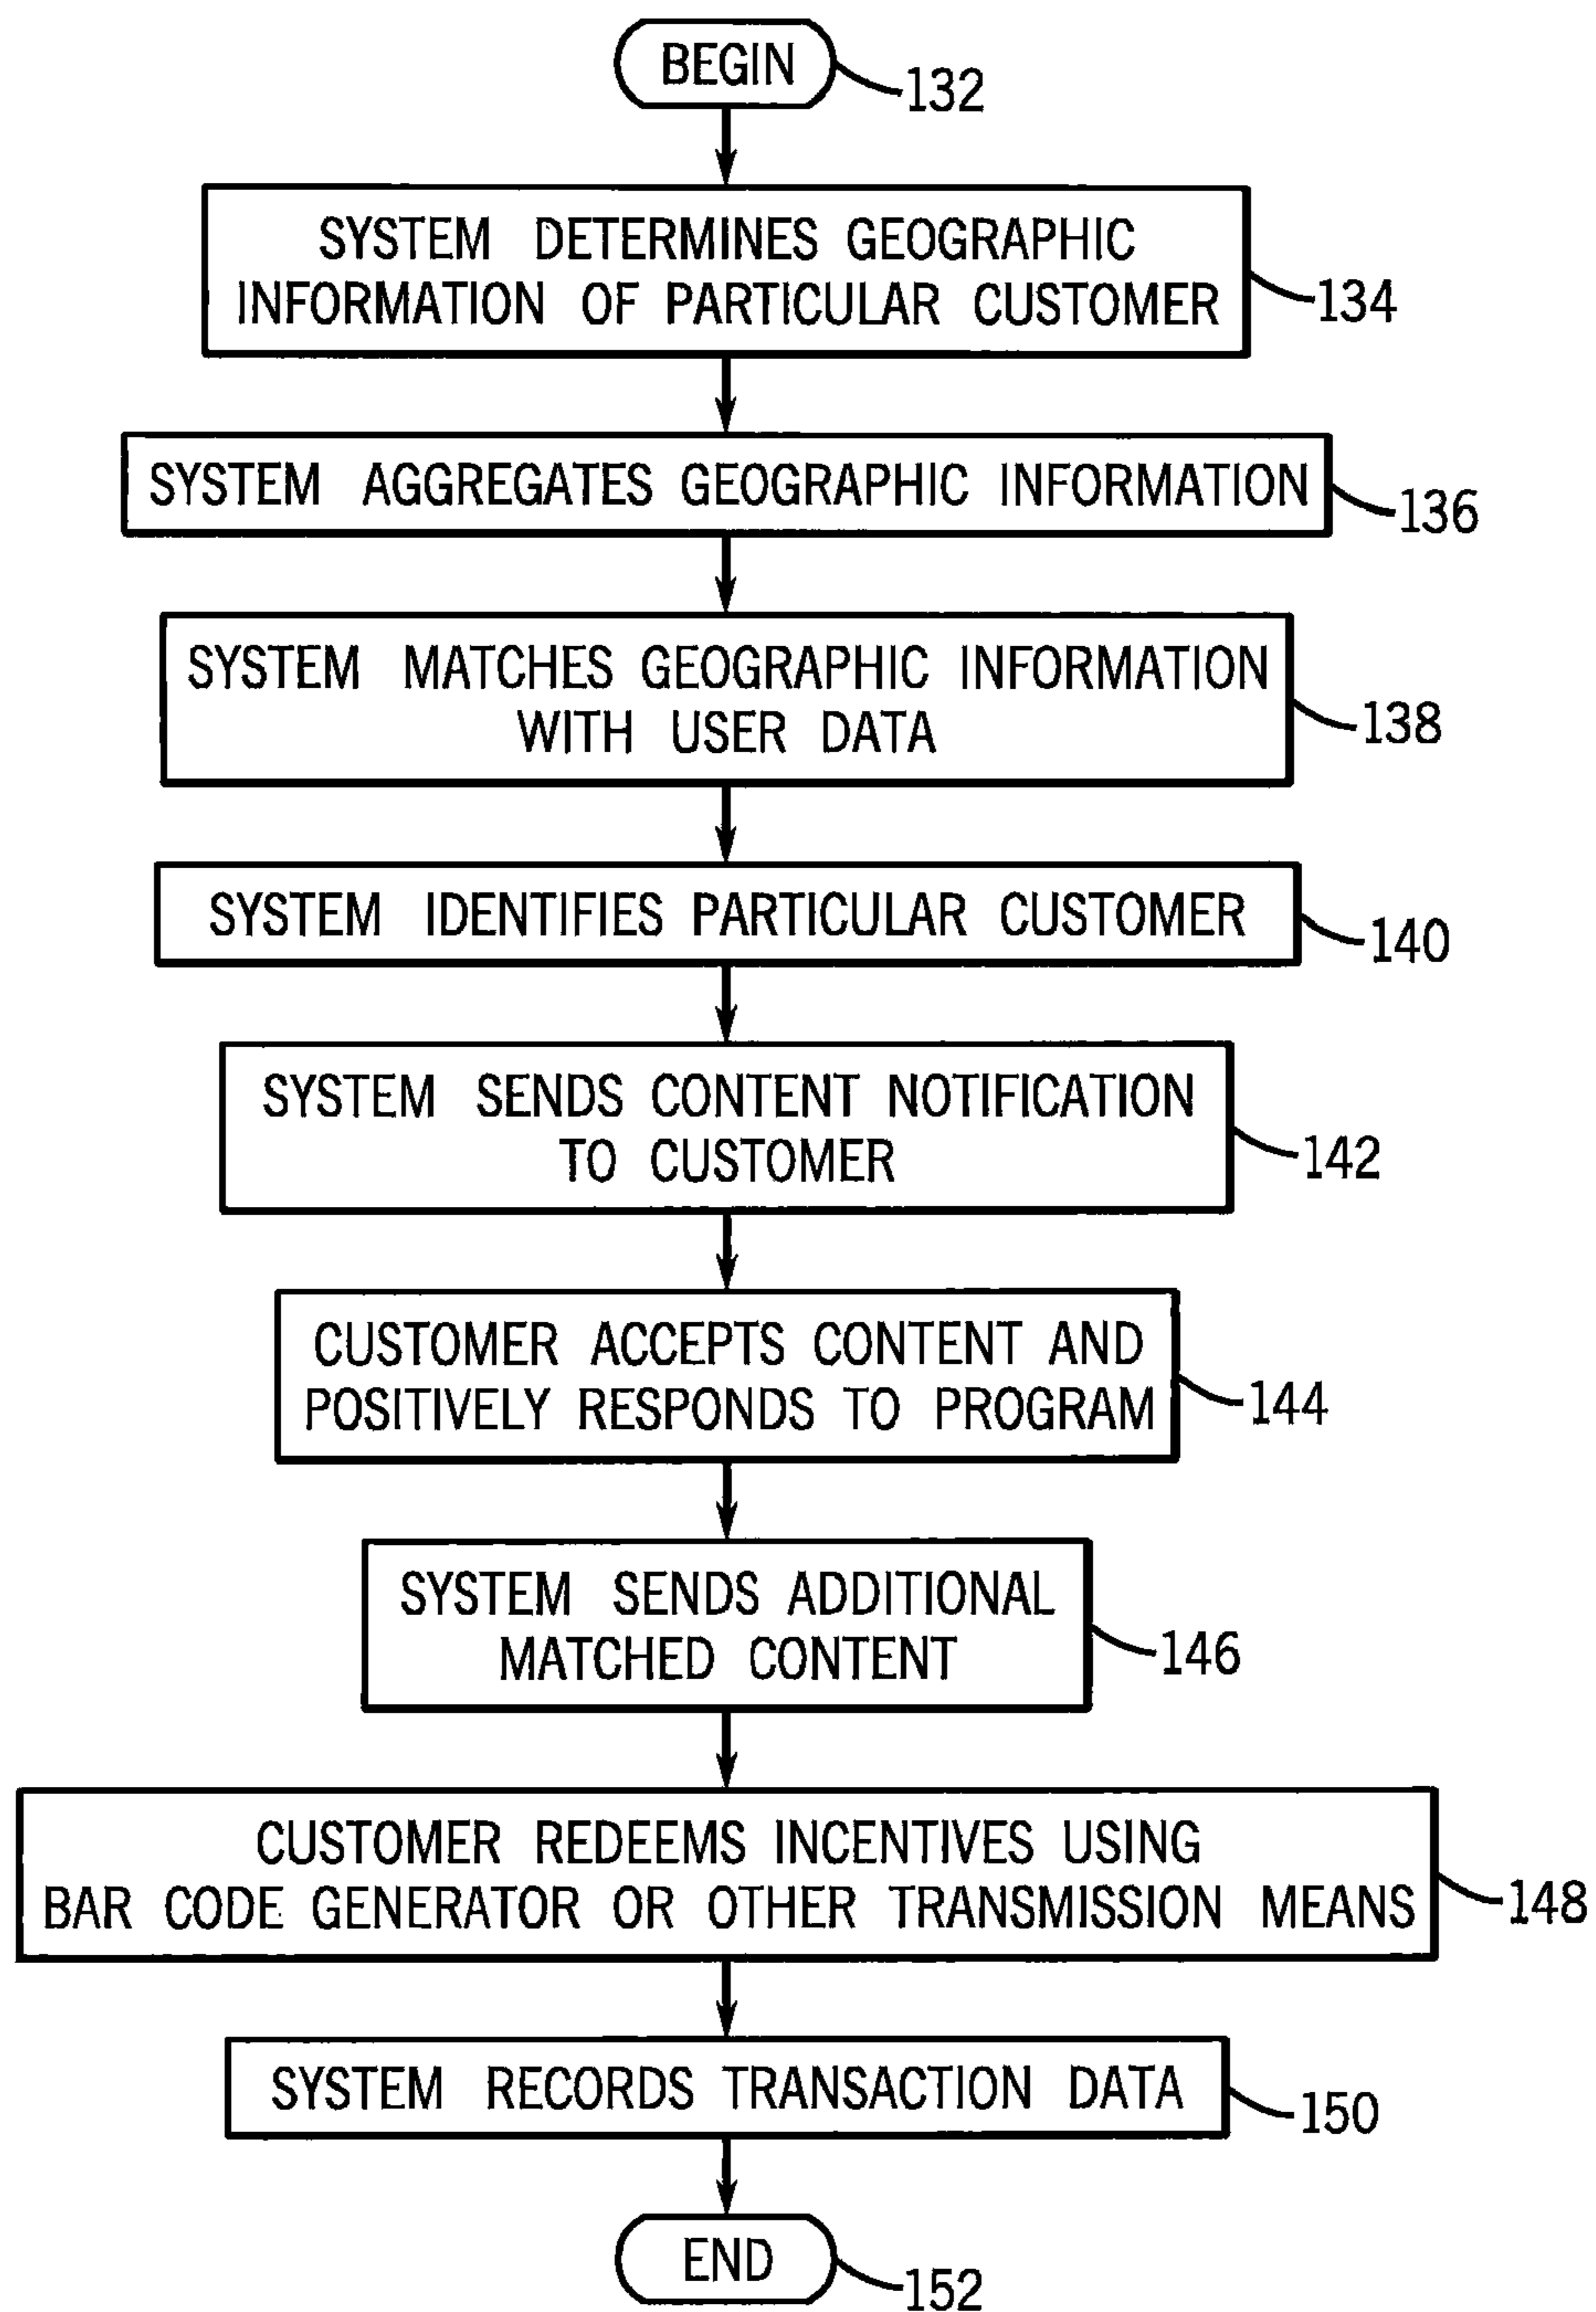 BEGIN
132
SYSTEM DETERMINES GEOGRAPHIC
INFORMATION OF PARTICULAR CUSTOMER
134
SYSTEM AGGREGATES GEOGRAPHIC INFORMATION
136
SYSTEM MATCHES GEOGRAPHIC INFORMATION
WITH USER DATA
138
SYSTEM IDENTIFIES PARTICULAR CUSTOMER
140
SYSTEM SENDS CONTENT NOTIFICATION
TO CUSTOMER
142
CUSTOMER ACCEPTS CONTENT AND
POSITIVELY RESPONDS TO PROGRAM
144
SYSTEM SENDS ADDITIONAL
MATCHED CONTENT
146
CUSTOMER REDEEMS INCENTIVES USING
BAR CODE GENERATOR OR OTHER TRANSMISSION MEANS
148
SYSTEM RECORDS TRANSACTION DATA
150
END
152